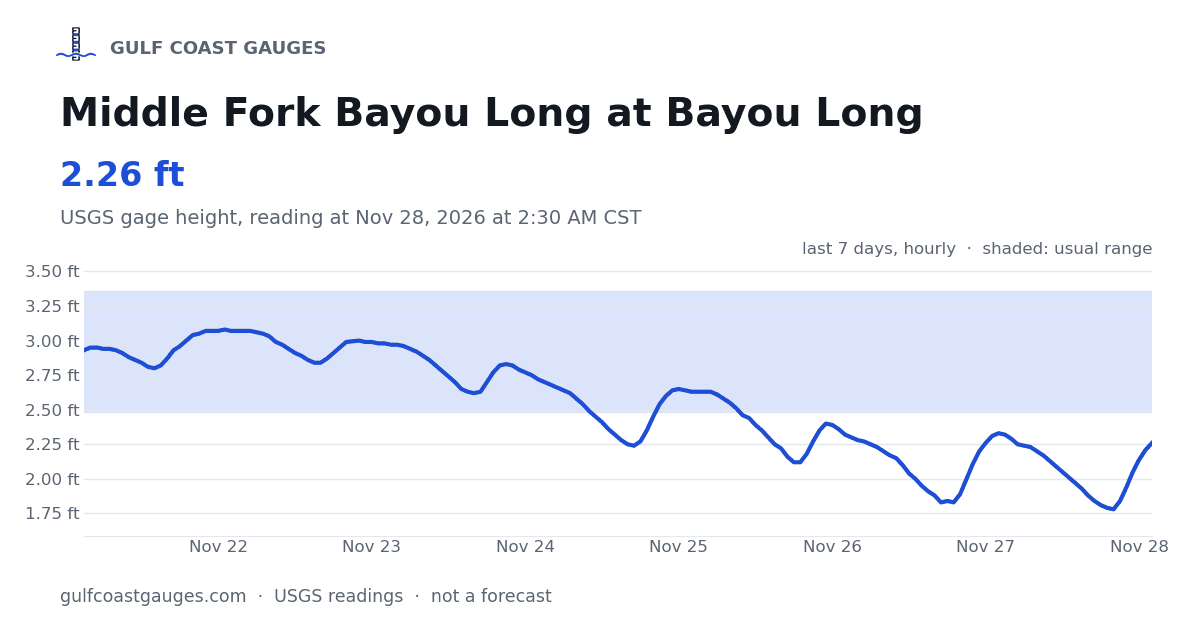 GULF COAST GAUGES
Middle Fork Bayou Long at Bayou Long
2.26 ft
USGS gage height, reading at Nov 28, 2026 at 2:30 AM CST
last 7 days, hourly · shaded: usual range
3.50 ft
3.25 ft
3.00 ft
2.75 ft
2.50 ft
2.25 ft
2.00 ft
1.75 ft
Nov 22 Nov 23 Nov 24 Nov 25 Nov 26 Nov 27 Nov 28
gulfcoastgauges.com · USGS readings · not a forecast